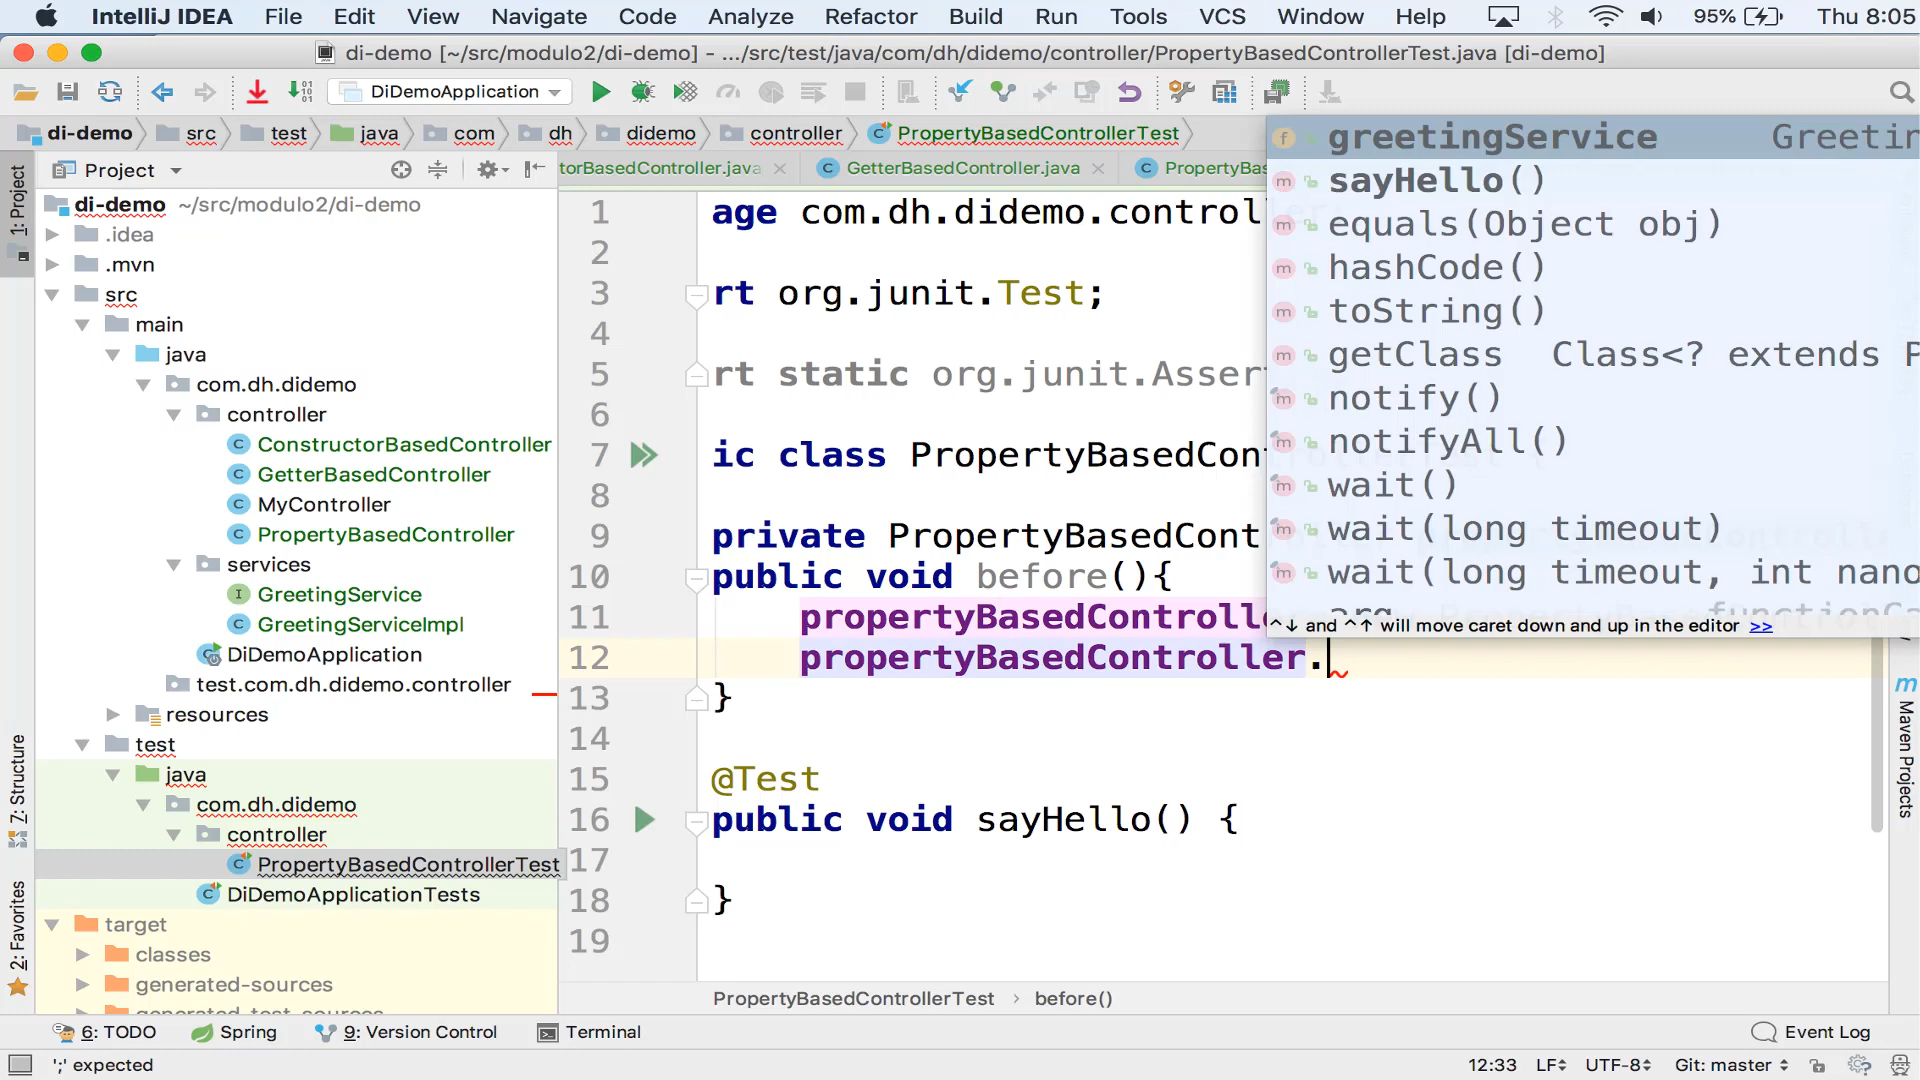 IntelliJ IDEA File Edit View Navigate Code Analyze Refactor Build Run Tools VCS Window Help 95% Thu 8:05
di-demo [~/src/modulo2/di-demo] - .../src/test/java/com/dh/didemo/controller/PropertyBasedControllerTest.java [di-demo]
DiDemoApplication
di-demo src test java com dh didemo controller PropertyBasedControllerTest
Project
torBasedController.java GetterBasedController.java PropertyBas
1: Project
di-demo ~/src/modulo2/di-demo
.idea
.mvn
src
main
java
com.dh.didemo
controller
ConstructorBasedController
GetterBasedController
MyController
PropertyBasedController
services
GreetingService
GreetingServiceImpl
DiDemoApplication
test.com.dh.didemo.controller
resources
test
java
com.dh.didemo
controller
PropertyBasedControllerTest
DiDemoApplicationTests
target
classes
generated-sources
7: Structure
2: Favorites
1 age com.dh.didemo.control
2
3 rt org.junit.Test;
4
5 rt static org.junit.Assert
6
7 ic class PropertyBasedCont
8
9 private PropertyBasedCont
10 public void before(){
11 propertyBasedControlle
12 propertyBasedController.
13 }
14
15 @Test
16 public void sayHello() {
17
18 }
19
greetingService Greetin
sayHello()
equals(Object obj)
hashCode()
toString()
getClass Class<? extends P
notify()
notifyAll()
wait()
wait(long timeout)
wait(long timeout, int nano
arg functionCa
^↓ and ^↑ will move caret down and up in the editor >>
Maven Projects
PropertyBasedControllerTest › before()
6: TODO Spring 9: Version Control Terminal Event Log
';' expected 12:33 LF UTF-8 Git: master